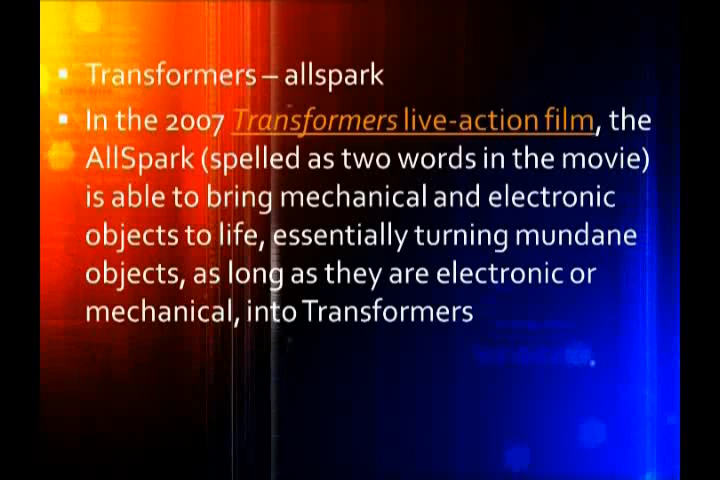 Transformers – allspark
In the 2007 Transformers live-action film, the
AllSpark (spelled as two words in the movie)
is able to bring mechanical and electronic
objects to life, essentially turning mundane
objects, as long as they are electronic or
mechanical, into Transformers